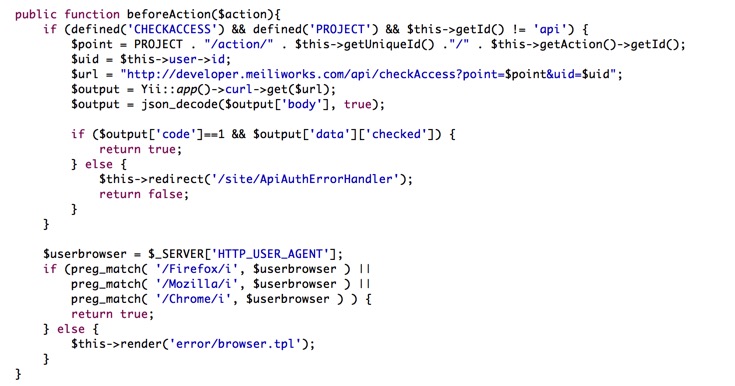 public function beforeAction($action){
    if (defined('CHECKACCESS') && defined('PROJECT') && $this->getId() != 'api') {
        $point = PROJECT . "/action/" . $this->getUniqueId() ."/" . $this->getAction()->getId();
        $uid = $this->user->id;
        $url = "http://developer.meiliworks.com/api/checkAccess?point=$point&uid=$uid";
        $output = Yii::app()->curl->get($url);
        $output = json_decode($output['body'], true);

        if ($output['code']==1 && $output['data']['checked']) {
            return true;
        } else {
            $this->redirect('/site/ApiAuthErrorHandler');
            return false;
        }
    }

    $userbrowser = $_SERVER['HTTP_USER_AGENT'];
    if (preg_match( '/Firefox/i', $userbrowser ) ||
        preg_match( '/Mozilla/i', $userbrowser ) ||
        preg_match( '/Chrome/i', $userbrowser ) ) {
        return true;
    } else {
        $this->render('error/browser.tpl');
    }
}